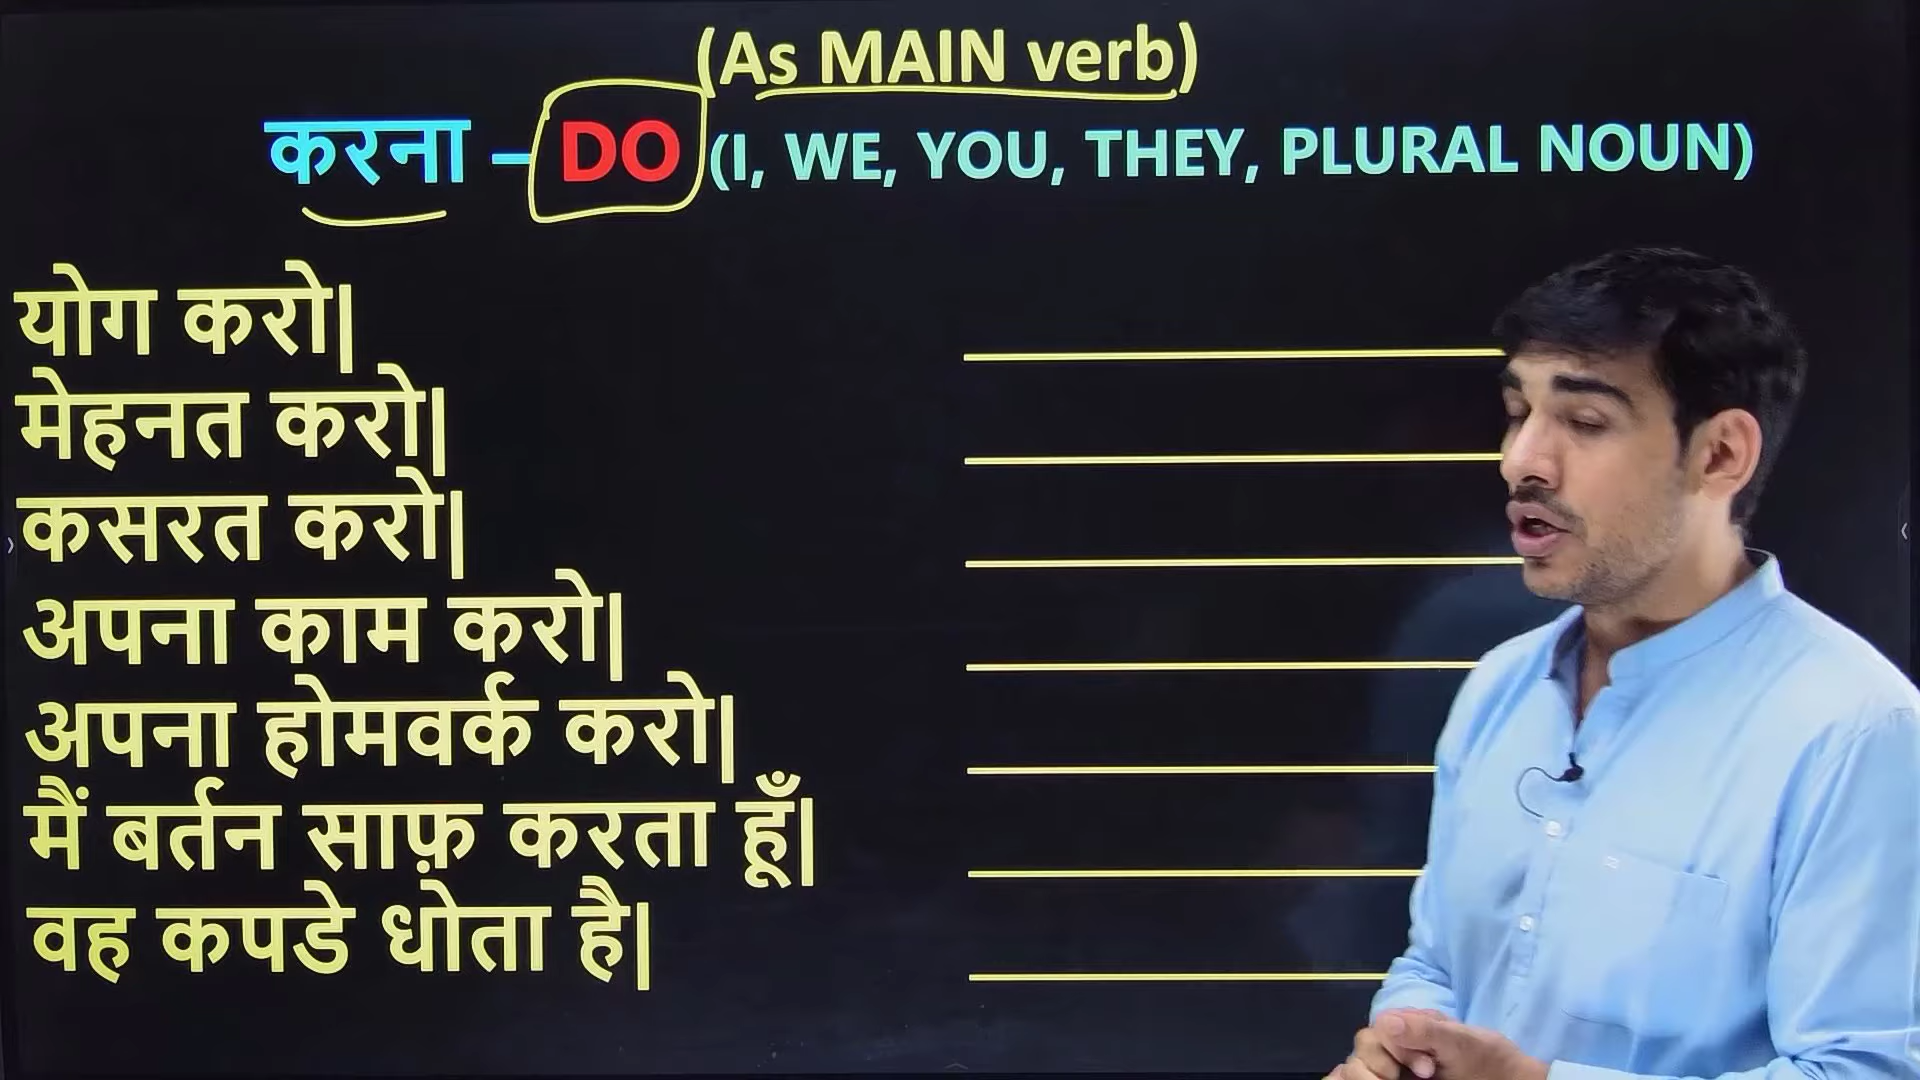 (As MAIN verb)
करना – DO (I, WE, YOU, THEY, PLURAL NOUN)
योग करो|
मेहनत करो|
कसरत करो|
अपना काम करो|
अपना होमवर्क करो|
मैं बर्तन साफ़ करता हूँ|
वह कपडे धोता है|